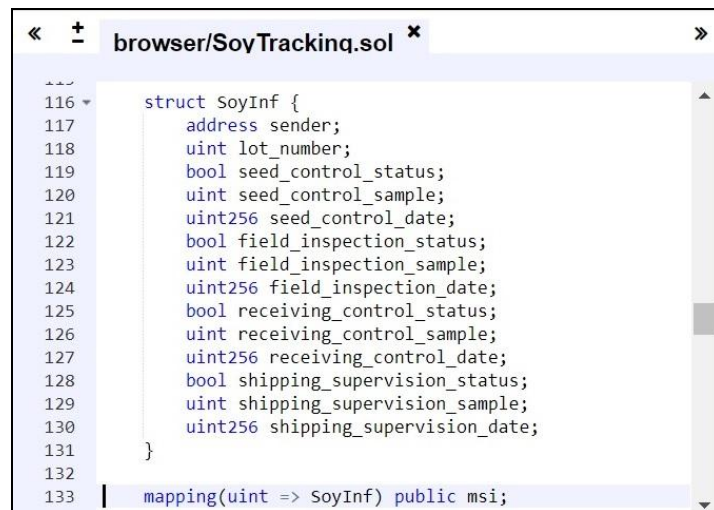 « ± browser/SoyTracking.sol × »
116 struct SoyInf {
117 address sender;
118 uint lot_number;
119 bool seed_control_status;
120 uint seed_control_sample;
121 uint256 seed_control_date;
122 bool field_inspection_status;
123 uint field_inspection_sample;
124 uint256 field_inspection_date;
125 bool receiving_control_status;
126 uint receiving_control_sample;
127 uint256 receiving_control_date;
128 bool shipping_supervision_status;
129 uint shipping_supervision_sample;
130 uint256 shipping_supervision_date;
131 }
132
133 mapping(uint => SoyInf) public msi;